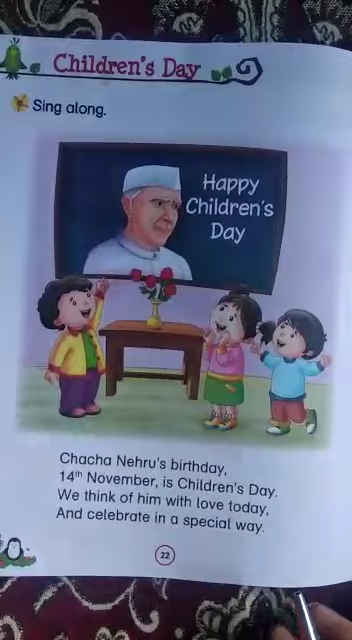 Children's Day
Sing along.
Happy
Children's
Day
Chacha Nehru's birthday,
14th November, is Children's Day.
We think of him with love today,
And celebrate in a special way.
22